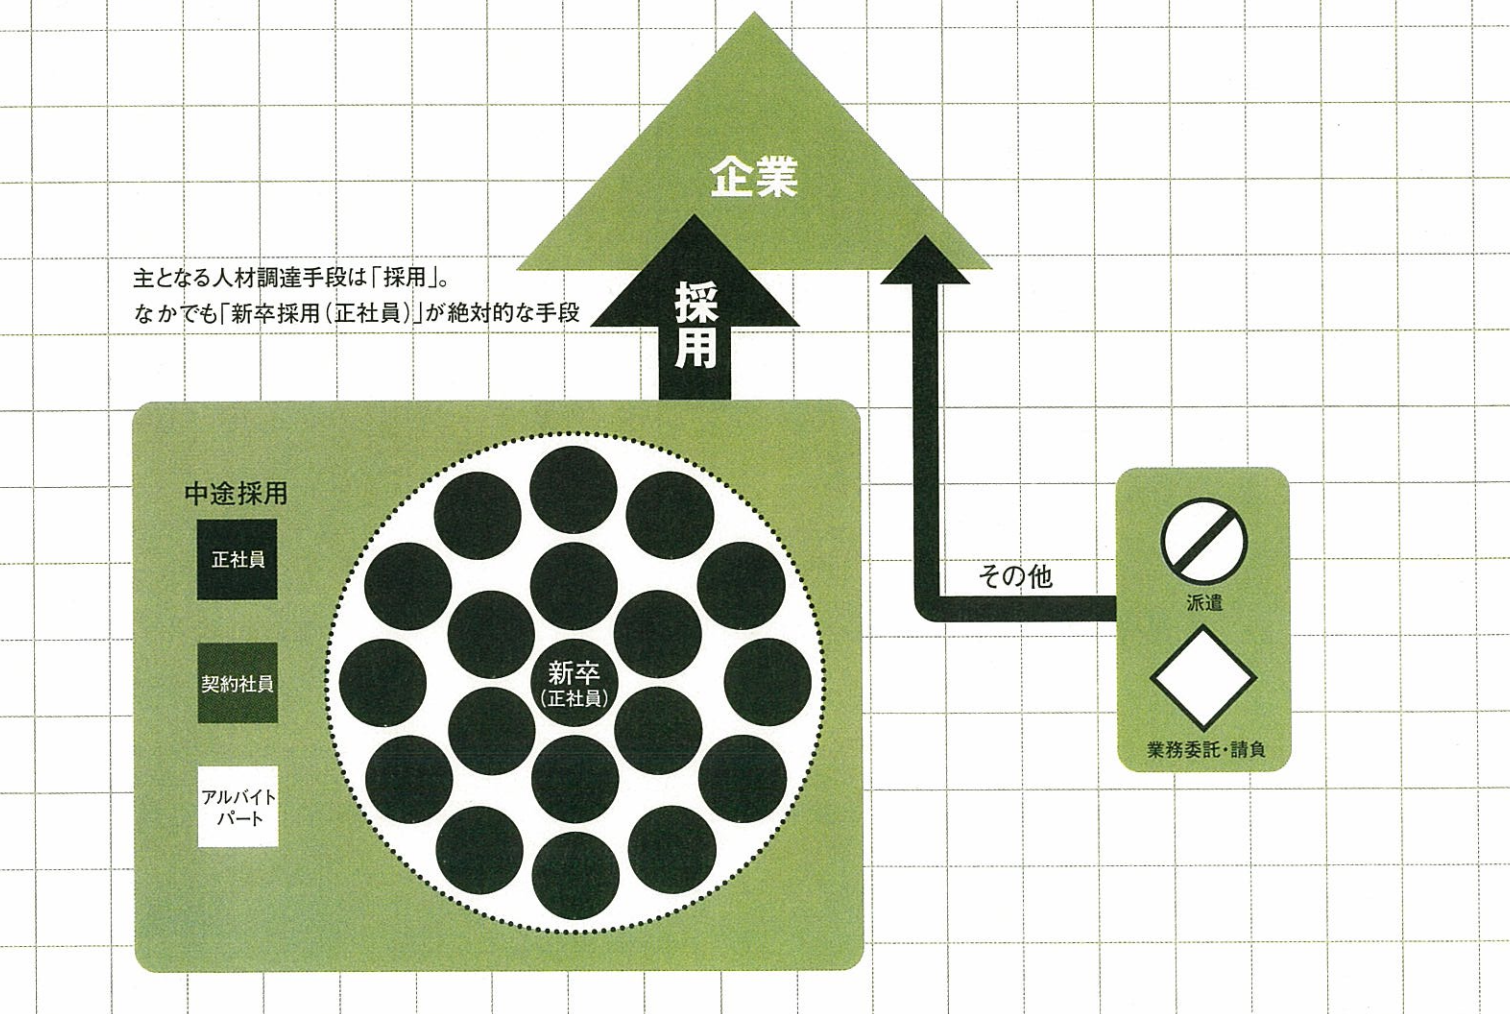 企業
主となる人材調達手段は「採用」。
なかでも「新卒採用（正社員）」が絶対的な手段
採用
中途採用
正社員
契約社員
アルバイト
パート
新卒
（正社員）
その他
派遣
業務委託・請負